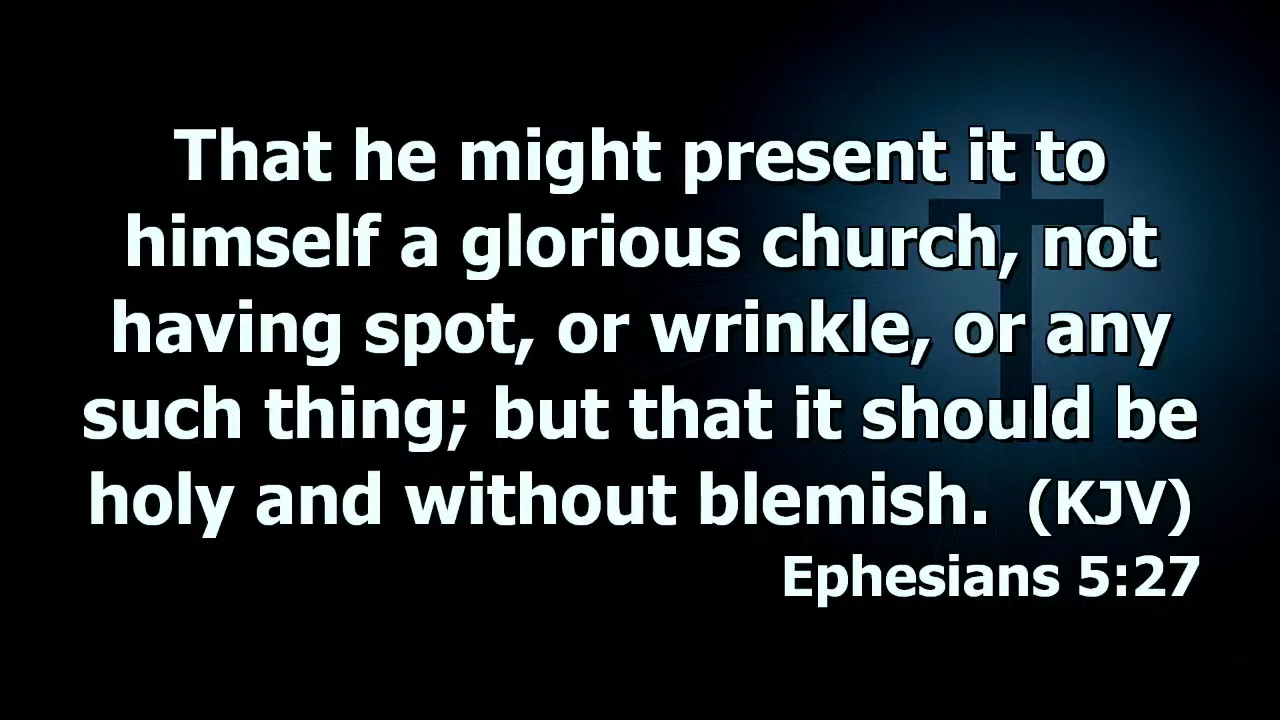 That he might present it to
himself a glorious church, not
having spot, or wrinkle, or any
such thing; but that it should be
holy and without blemish. (KJV)
Ephesians 5:27